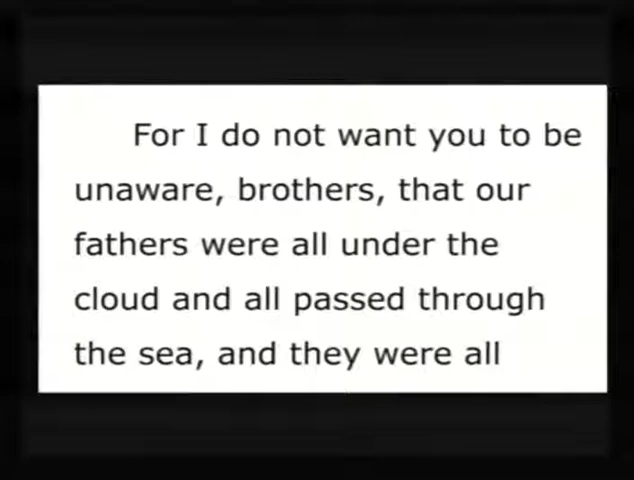 For I do not want you to be
unaware, brothers, that our
fathers were all under the
cloud and all passed through
the sea, and they were all